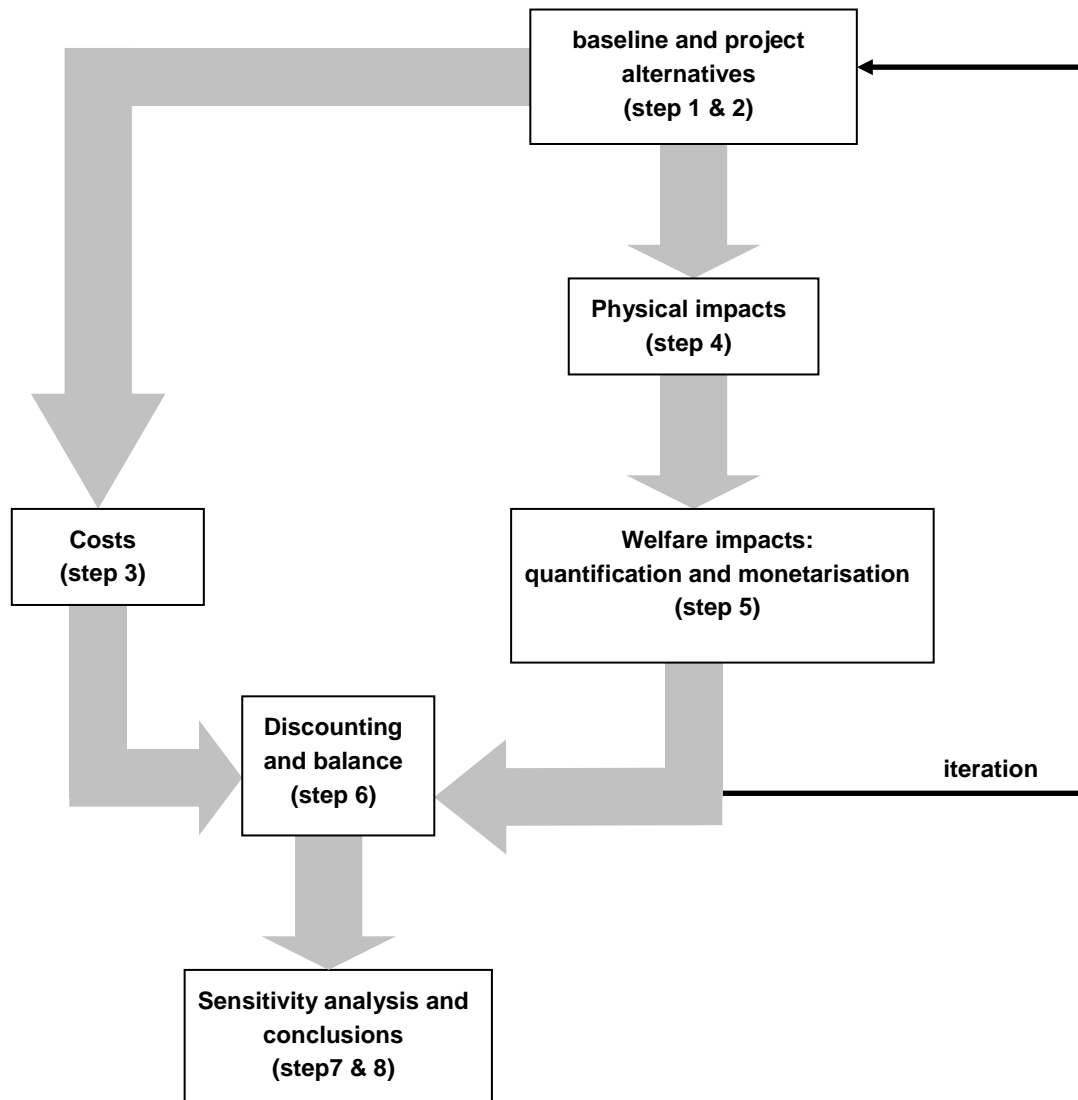 baseline and project
alternatives
(step 1 & 2)
Physical impacts
(step 4)
Costs
(step 3)
Welfare impacts:
quantification and monetarisation
(step 5)
Discounting
and balance
(step 6)
iteration
Sensitivity analysis and
conclusions
(step7 & 8)